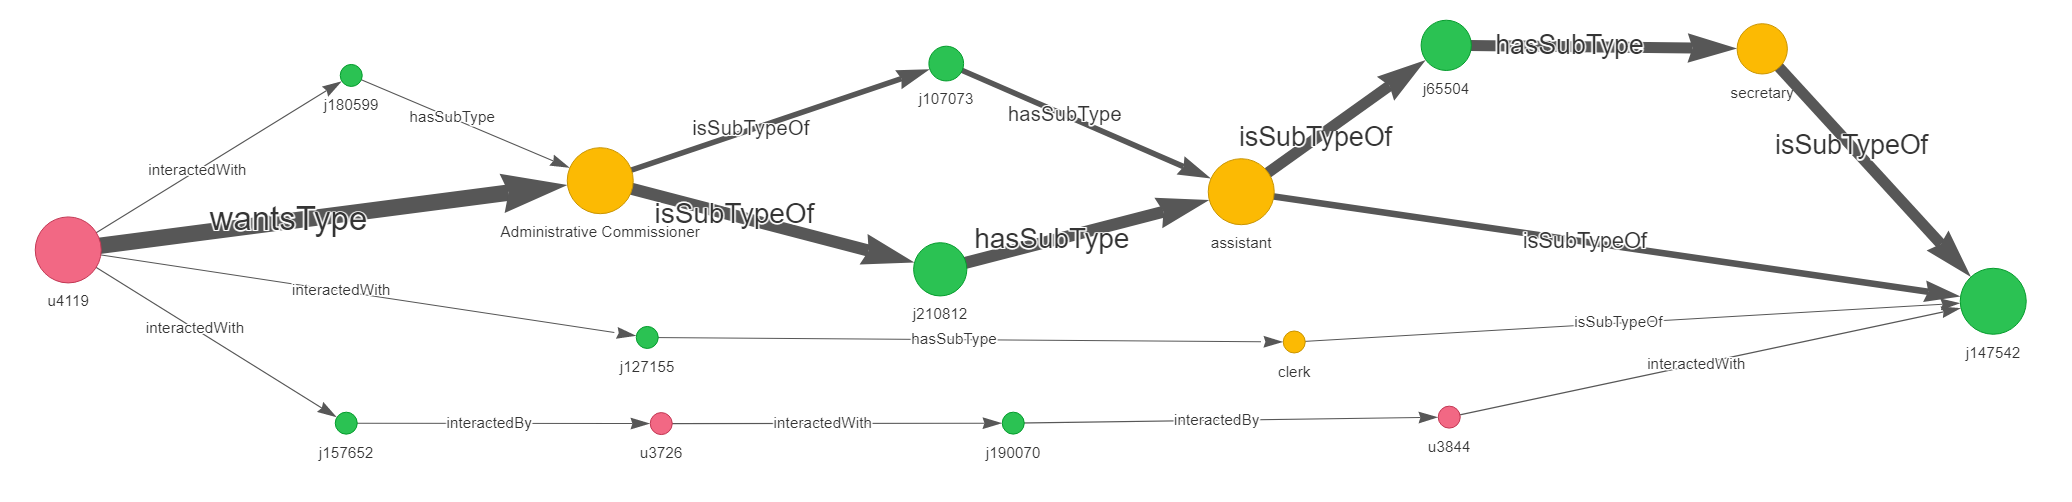 j180599
hasSubType
interactedWith
wantsType
u4119
Administrative Commissioner
isSubTypeOf
j107073
hasSubType
isSubTypeOf
j210812
hasSubType
assistant
isSubTypeOf
j65504
hasSubType
secretary
isSubTypeOf
isSubTypeOf
j147542
interactedWith
j127155
hasSubType
clerk
isSubTypeOf
interactedWith
j157652
interactedBy
u3726
interactedWith
j190070
interactedBy
u3844
interactedWith